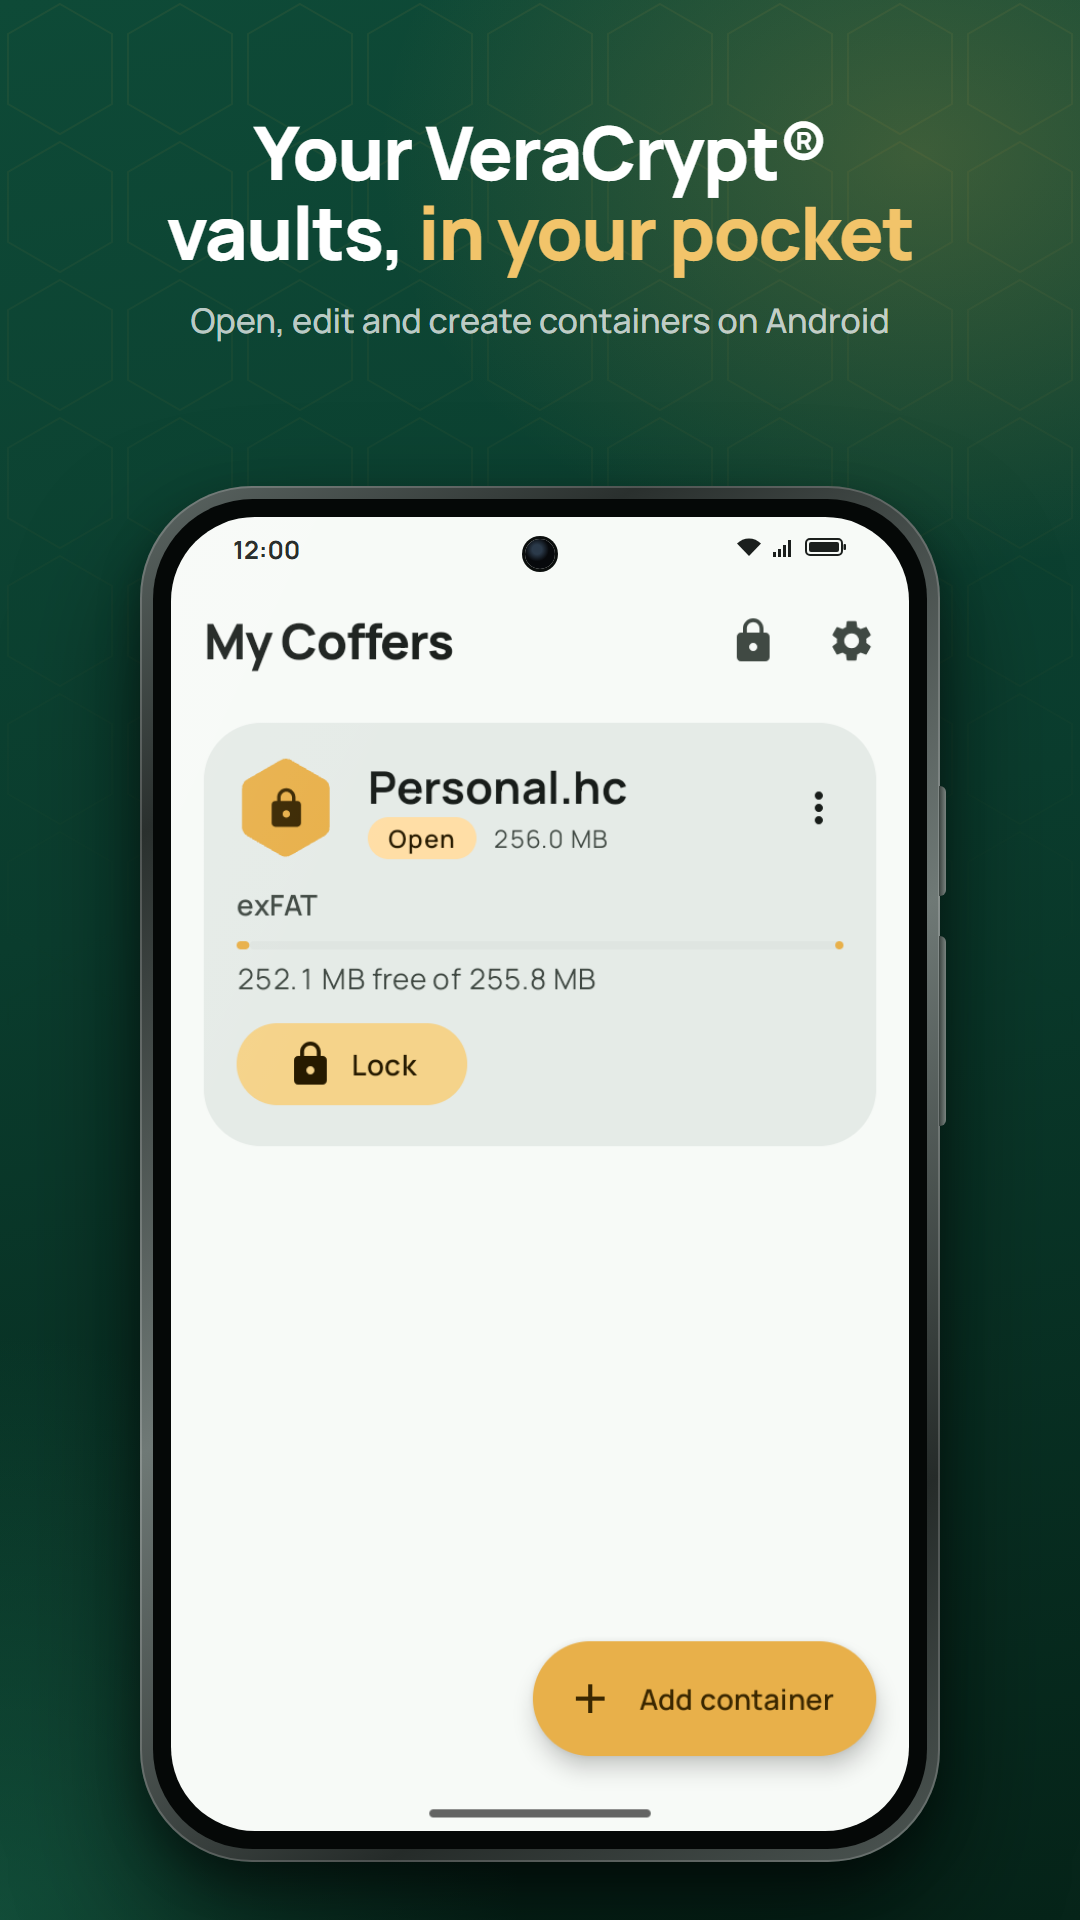 Your VeraCrypt®
vaults, in your pocket
Open, edit and create containers on Android
12:00
My Coffers
Personal.hc
Open 256.0 MB
exFAT
252.1 MB free of 255.8 MB
Lock
+ Add container